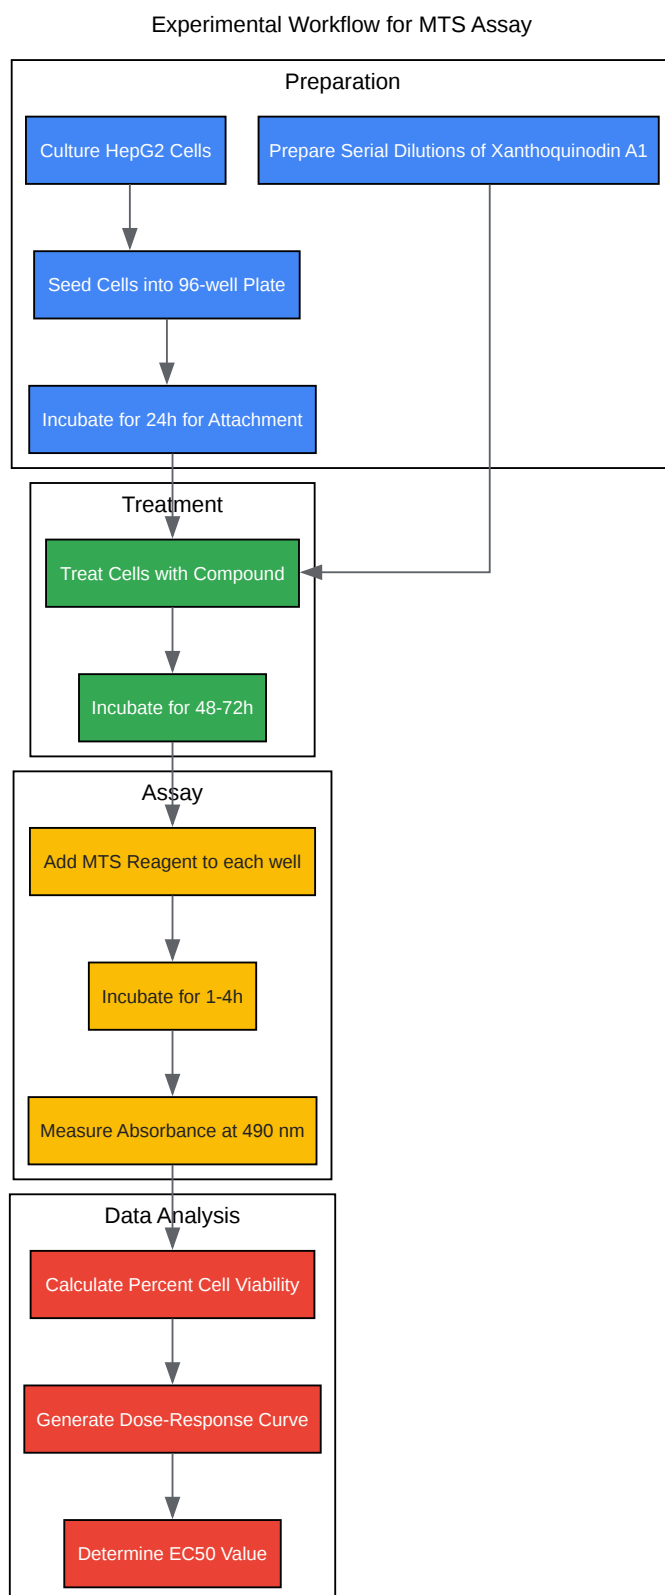 Experimental Workflow for MTS Assay
Preparation
Culture HepG2 Cells
Prepare Serial Dilutions of Xanthoquinodin A1
Seed Cells into 96-well Plate
Incubate for 24h for Attachment
Treatment
Treat Cells with Compound
Incubate for 48-72h
Assay
Add MTS Reagent to each well
Incubate for 1-4h
Measure Absorbance at 490 nm
Data Analysis
Calculate Percent Cell Viability
Generate Dose-Response Curve
Determine EC50 Value